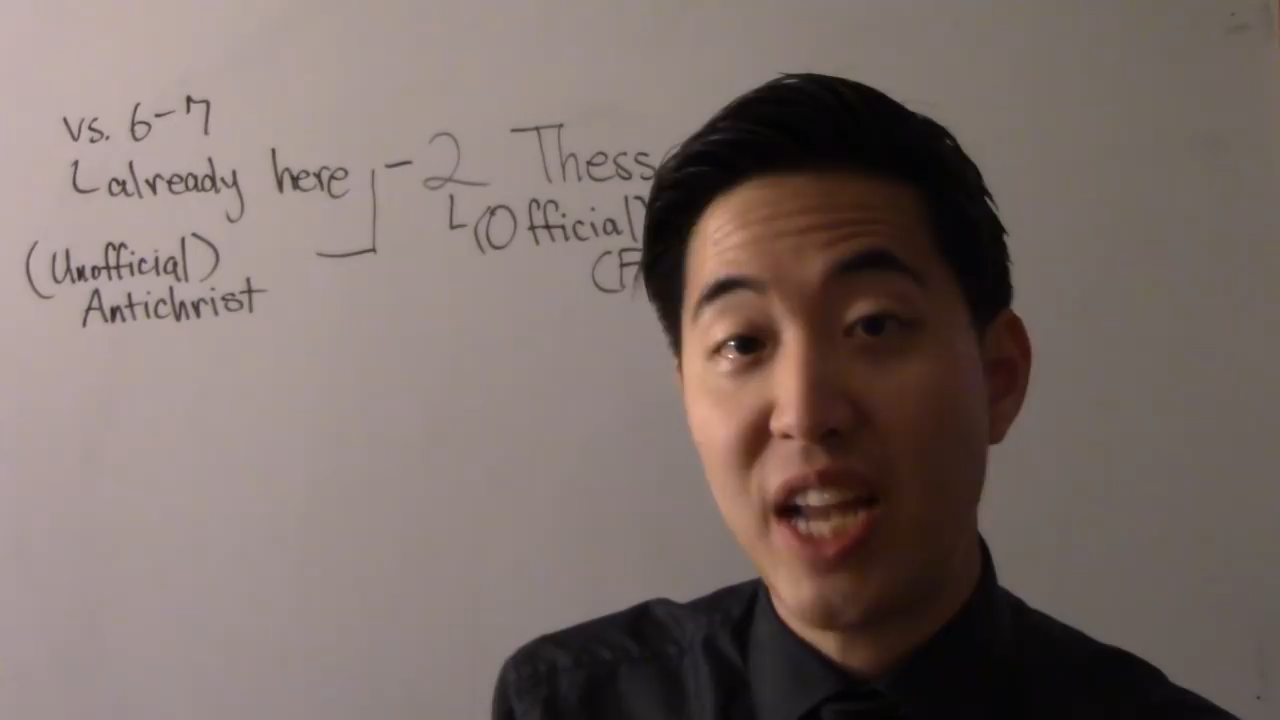 vs. 6-7
already here
(Unofficial)
Antichrist
- 2 Thess
(Official)
(F